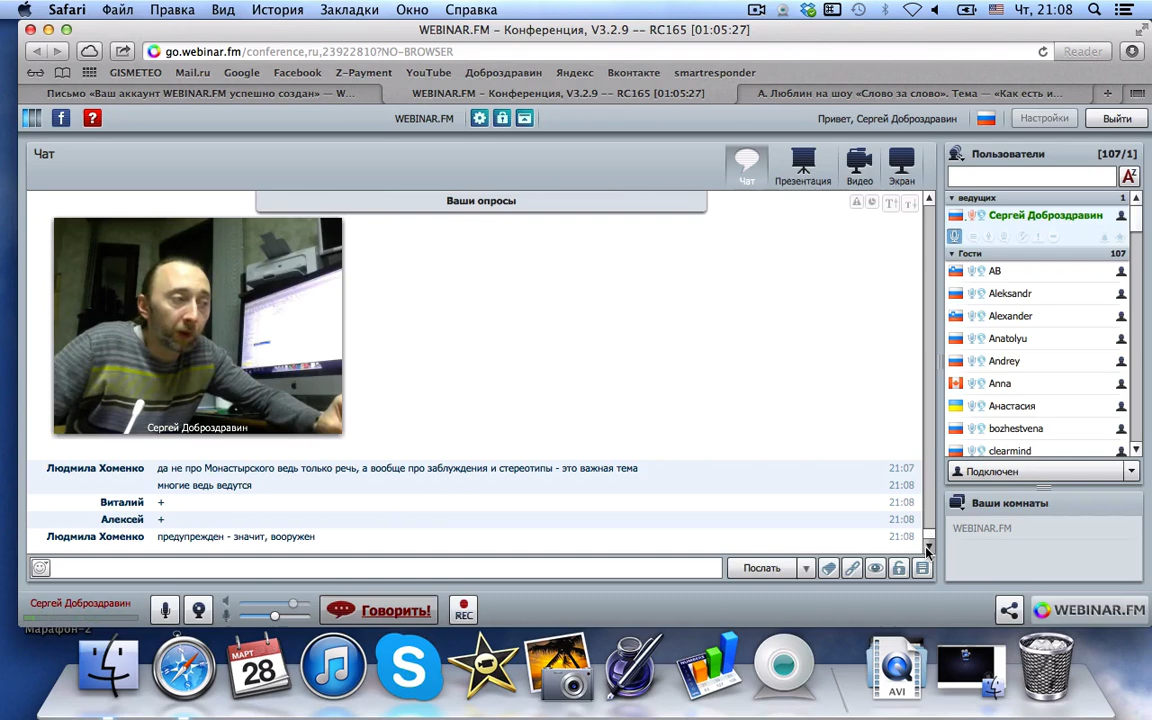 Safari Файл Правка Вид История Закладки Окно Справка Чт, 21:08
WEBINAR.FM – Конференция, V3.2.9 -- RC165 [01:05:27]
go.webinar.fm/conference,ru,23922810?NO-BROWSER Reader
GISMETEO Mail.ru Google Facebook Z-Payment YouTube Доброздравин Яндекс Вконтакте smartresponder
Письмо «Ваш аккаунт WEBINAR.FM успешно создан» — W... WEBINAR.FM – Конференция, V3.2.9 -- RC165 [01:05:27] А. Люблин на шоу «Слово за слово». Тема — «Как есть и...
f ? WEBINAR.FM Привет, Сергей Доброздравин Настройки Выйти
Чат
Чат Презентация Видео Экран
Ваши опросы
Сергей Доброздравин
Людмила Хоменко да не про Монастырского ведь только речь, а вообще про заблуждения и стереотипы - это важная тема 21:07
многие ведь ведутся 21:08
Виталий + 21:08
Алексей + 21:08
Людмила Хоменко предупрежден - значит, вооружен 21:08
Послать
Пользователи [107/1]
ведущих 1
Сергей Доброздравин
Гости 107
AB
Aleksandr
Alexander
Anatolyu
Andrey
Anna
Анастасия
bozhestvena
clearmind
Подключен
Ваши комнаты
WEBINAR.FM
Сергей Доброздравин Говорить! REC WEBINAR.FM
Марафон-2
МАРТ
28
NUMBERS
AVI